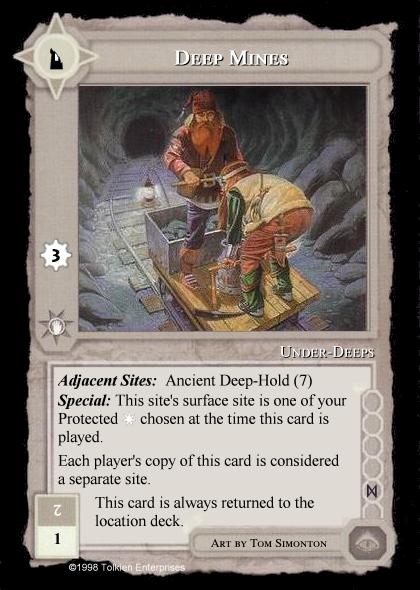 DEEP MINES
3
UNDER-DEEPS
Adjacent Sites: Ancient Deep-Hold (7)
Special: This site's surface site is one of your
Protected chosen at the time this card is
played.
Each player's copy of this card is considered
a separate site.
This card is always returned to the
location deck.
2
1
ART BY TOM SIMONTON
©1998 Tolkien Enterprises